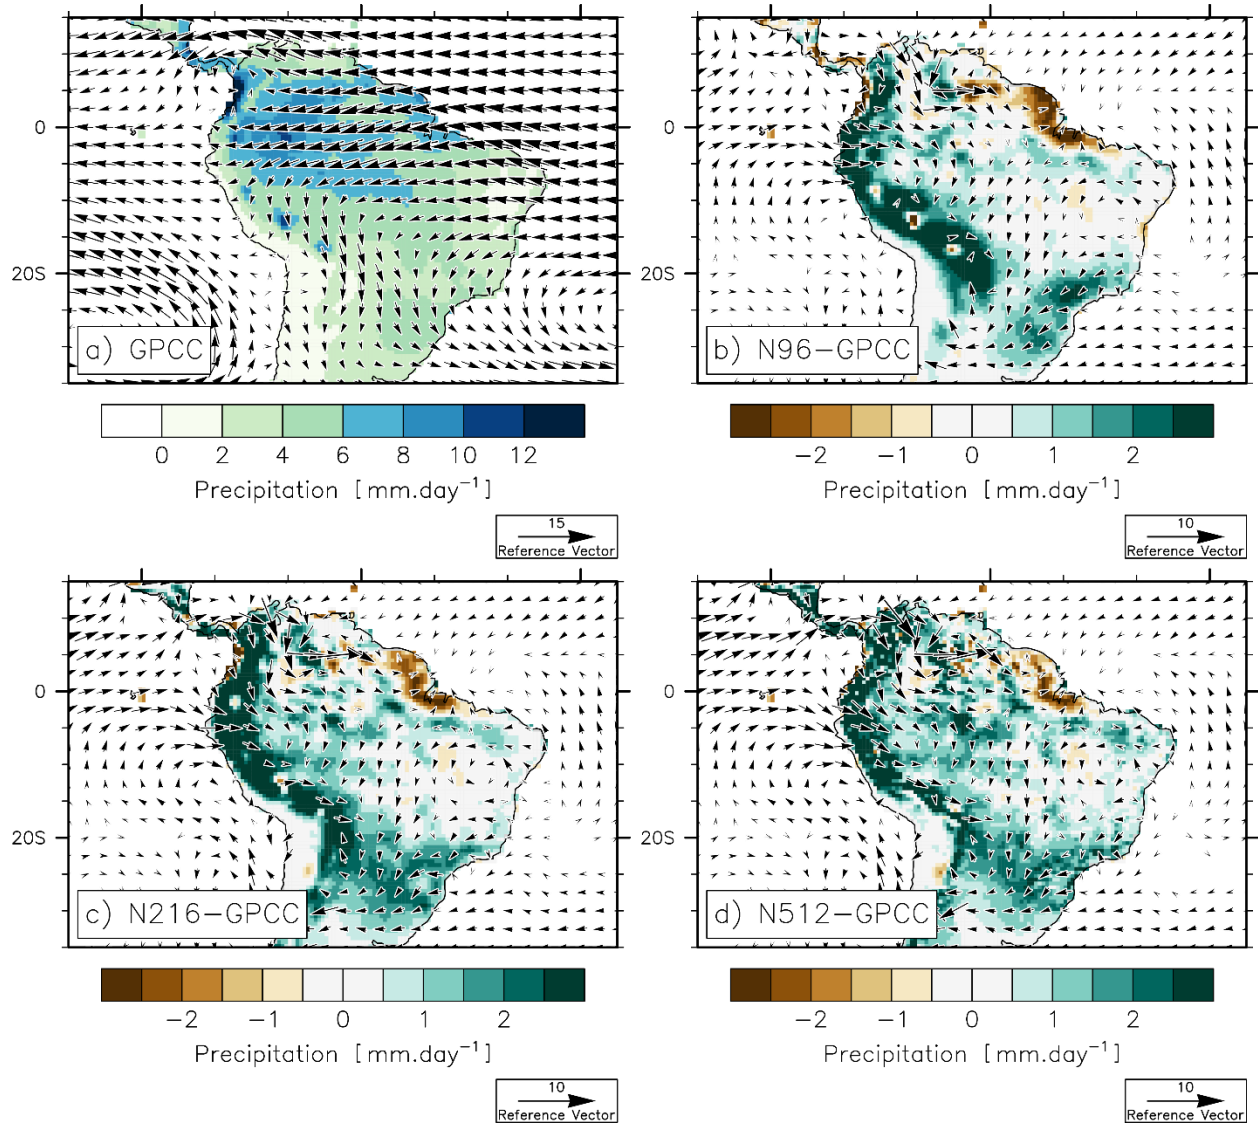 0
20S
a) GPCC
b) N96-GPCC
0
20S
0 2 4 6 8 10 12
-2 -1 0 1 2
Precipitation [mm.day⁻¹]
Precipitation [mm.day⁻¹]
15
Reference Vector
10
Reference Vector
0
20S
c) N216-GPCC
d) N512-GPCC
0
20S
-2 -1 0 1 2
-2 -1 0 1 2
Precipitation [mm.day⁻¹]
Precipitation [mm.day⁻¹]
10
Reference Vector
10
Reference Vector